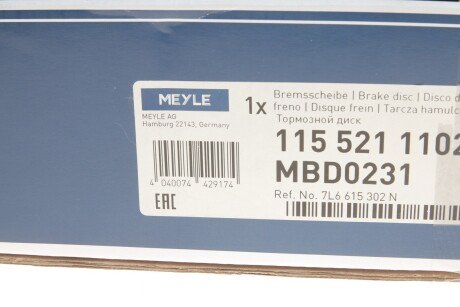 MEYLE
MEYLE AG
Hamburg 22143, Germany
1x
Bremsscheibe | Brake disc | Disco d
freno | Disque frein | Tarcza hamulc
Тормозной диск
115 521 1102
MBD0231
Ref. No. 7L6 615 302 N
4 040074 429174
EAC